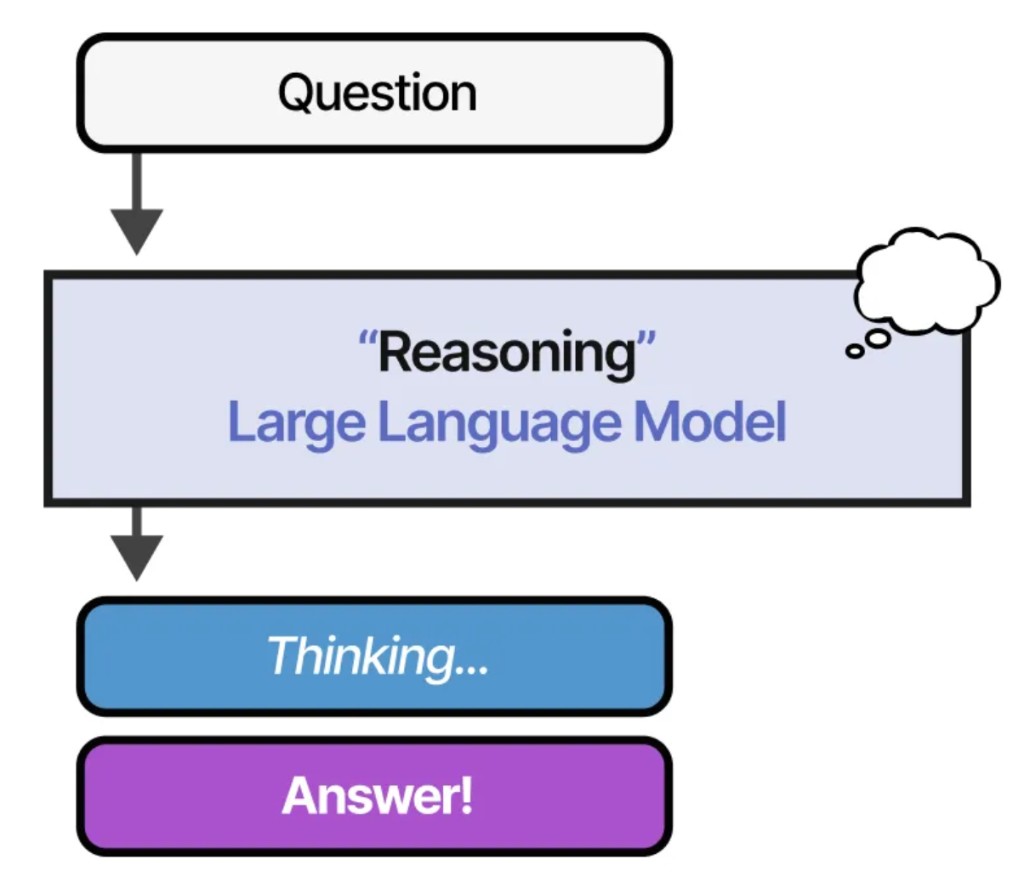 Question
“Reasoning”
Large Language Model
Thinking...
Answer!